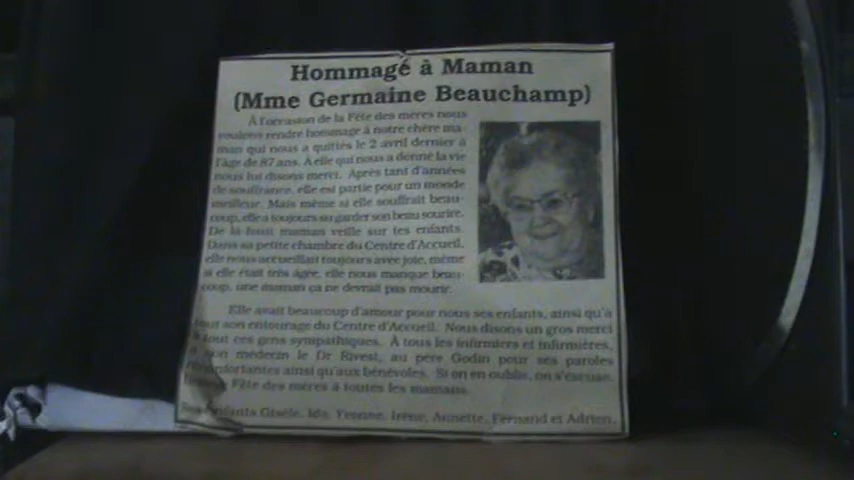 Hommage à Maman
(Mme Germaine Beauchamp)
À l'occasion de la Fête des mères nous
voulons rendre hommage à notre chère ma-
man qui nous a quittés le 2 avril dernier à
l'âge de 87 ans. À elle qui nous a donné la vie
nous lui disons merci. Après tant d'années
de souffrance, elle est partie pour un monde
meilleur. Mais même si elle souffrait beau-
coup, elle a toujours su garder son beau sourire.
De là-haut maman veille sur tes enfants.
Dans sa petite chambre du Centre d'Accueil,
elle nous accueillait toujours avec joie, même
si elle était très âgée, elle nous manque beau-
coup, une maman ça ne devrait pas mourir.
Elle avait beaucoup d'amour pour nous ses enfants, ainsi qu'à
tout son entourage du Centre d'Accueil. Nous disons un gros merci
à tout ces gens sympathiques. À tous les infirmiers et infirmières,
à son médecin le Dr Rivest, au père Godin pour ses paroles
réconfortantes ainsi qu'aux bénévoles. Si on en oublie, on s'excuse.
Fête des mères à toutes les mamans.
Ses enfants Gisèle, Ida, Yvonne, Irène, Annette, Fernand et Adrien.